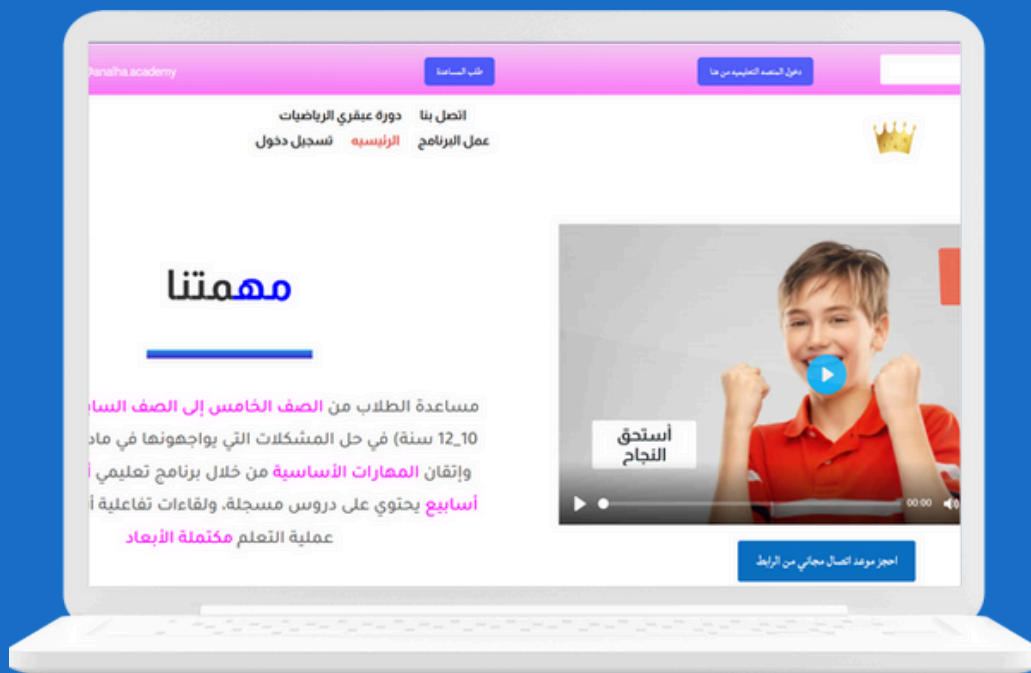 دخول المنصه التعليميه من هنا
طلب المساعدة
analha.academy
اتصل بنا دورة عبقري الرياضيات
عمل البرنامج الرئيسيه تسجيل دخول
مهمتنا
مساعدة الطلاب من الصف الخامس إلى الصف
10_12 سنة) في حل المشكلات التي يواجهونها في
وإتقان المهارات الأساسية من خلال برنامج تعليمي
أسابيع يحتوي على دروس مسجلة، ولقاءات تفاعلية
عملية التعلم مكتملة الأبعاد
أستحق
النجاح
00:00
احجز موعد اتصال مجاني من الرابط